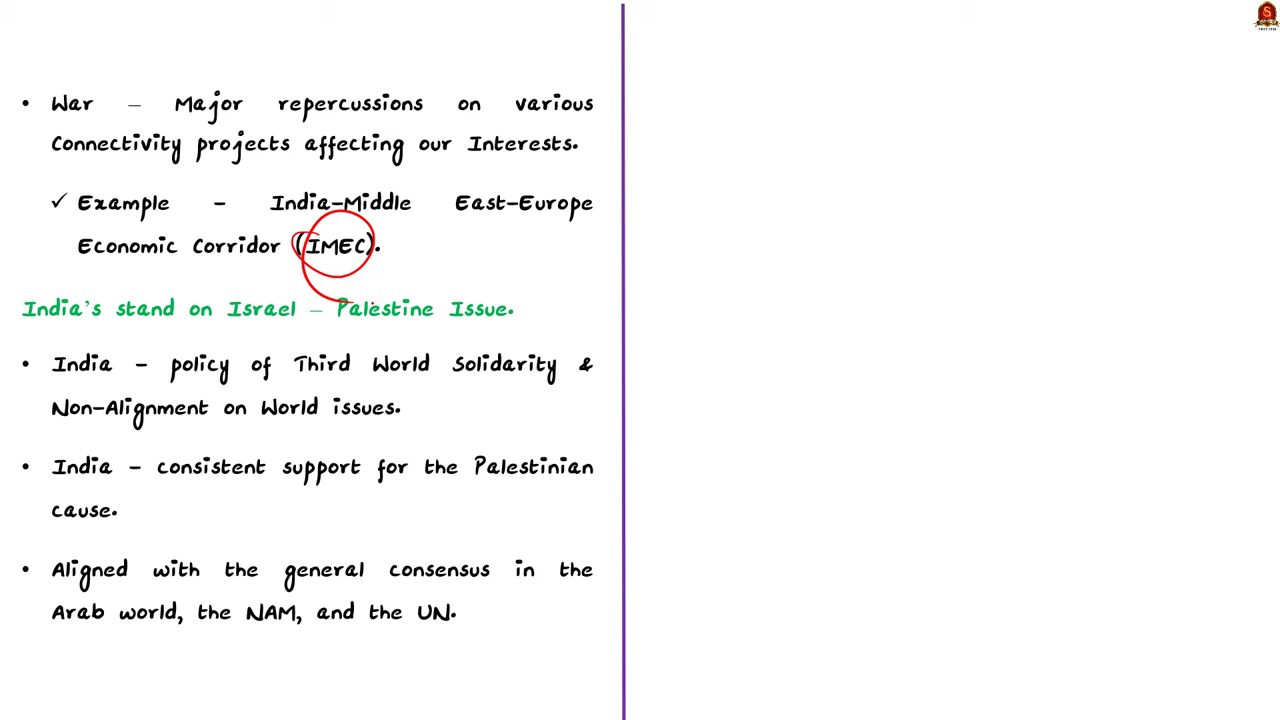 • War – Major repercussions on various
Connectivity projects affecting our Interests.
✓ Example - India-Middle East-Europe
Economic Corridor (IMEC).
India's stand on Israel – Palestine Issue.
• India - policy of Third World Solidarity &
Non-Alignment on World issues.
• India - consistent support for the Palestinian
cause.
• Aligned with the general consensus in the
Arab world, the NAM, and the UN.